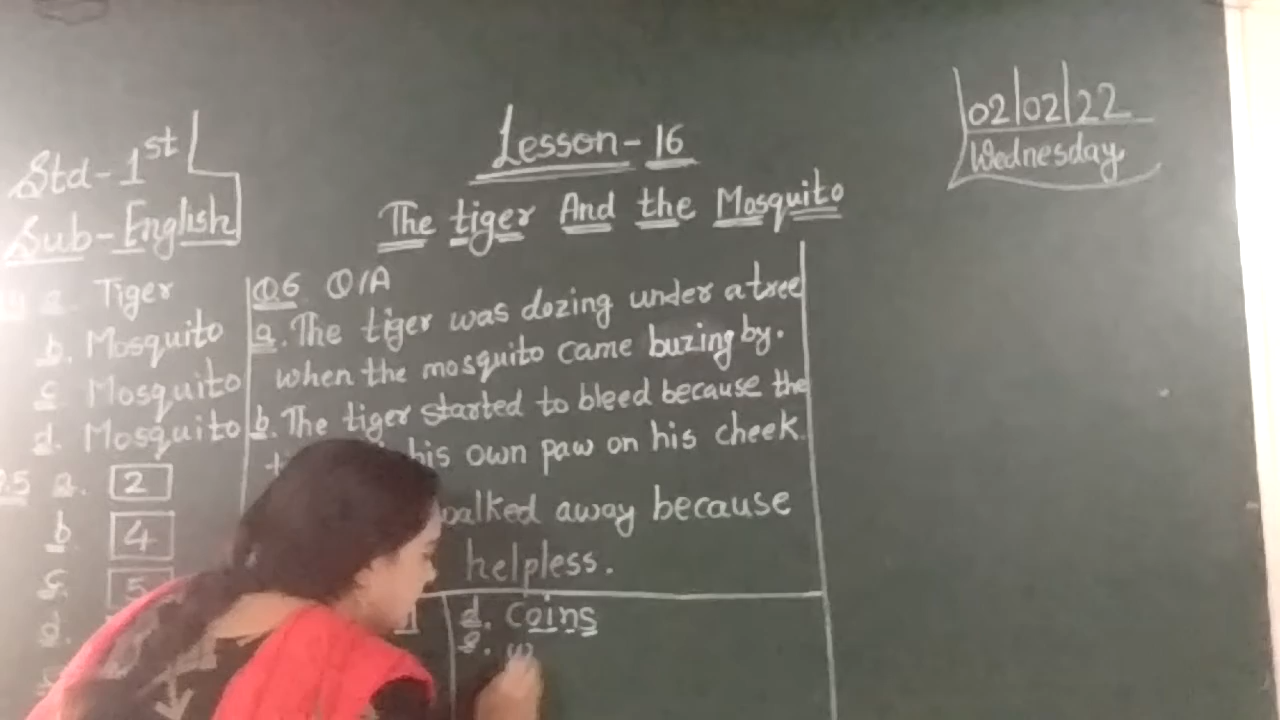 Std-1st
Sub-English
Lesson-16
The tiger And the Mosquito
02/02/22
Wednesday
a. Tiger
b. Mosquito
c. Mosquito
d. Mosquito
Q5 a. 2
b 4
c. 5
d.
Q6 Q/A
a. The tiger was dozing under a tree
when the mosquito came buzing by.
b. The tiger started to bleed because the
his own paw on his cheek.
walked away because
helpless.
d. Coins
e. w